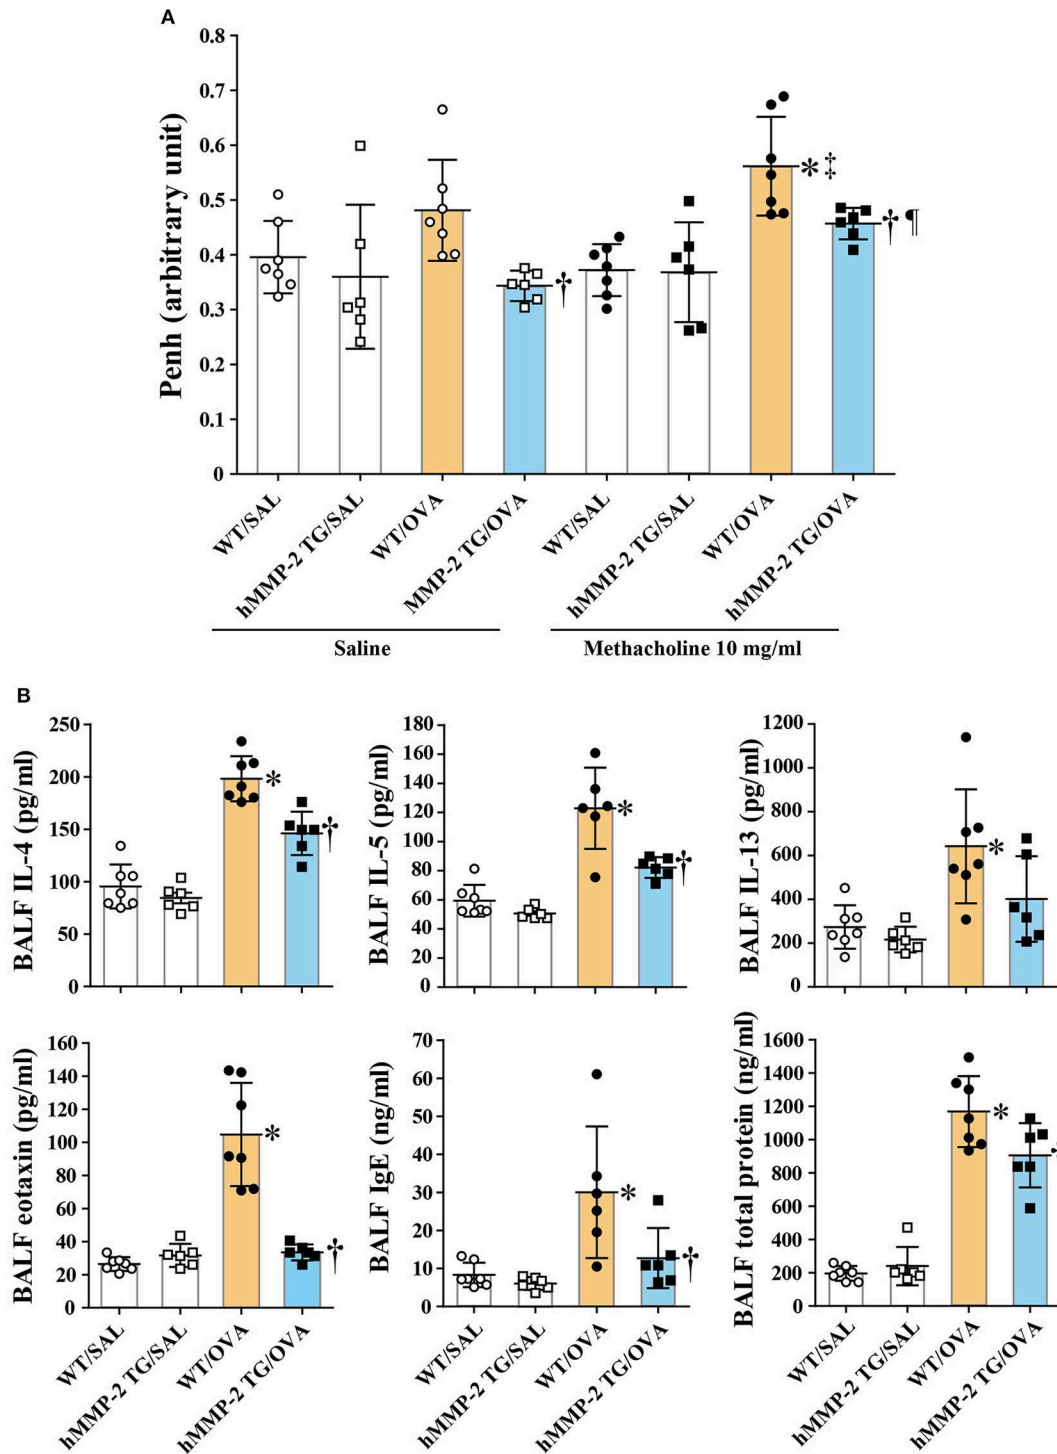 A
Penh (arbitrary unit)
0.8
0.7
0.6
0.5
0.4
0.3
0.2
0.1
0
*‡
†
†¶
WT/SAL
hMMP-2 TG/SAL
WT/OVA
MMP-2 TG/OVA
WT/SAL
hMMP-2 TG/SAL
WT/OVA
hMMP-2 TG/OVA
Saline
Methacholine 10 mg/ml
B
BALF IL-4 (pg/ml)
250
200
150
100
50
0
*
†
BALF IL-5 (pg/ml)
180
160
140
120
100
80
60
40
20
0
*
†
BALF IL-13 (pg/ml)
1200
1000
800
600
400
200
0
*
BALF eotaxin (pg/ml)
160
140
120
100
80
60
40
20
0
*
†
WT/SAL
hMMP-2 TG/SAL
WT/OVA
hMMP-2 TG/OVA
BALF IgE (ng/ml)
70
60
50
40
30
20
10
0
*
†
WT/SAL
hMMP-2 TG/SAL
WT/OVA
hMMP-2 TG/OVA
BALF total protein (ng/ml)
1600
1400
1200
1000
800
600
400
200
0
*
WT/SAL
hMMP-2 TG/SAL
WT/OVA
hMMP-2 TG/OVA